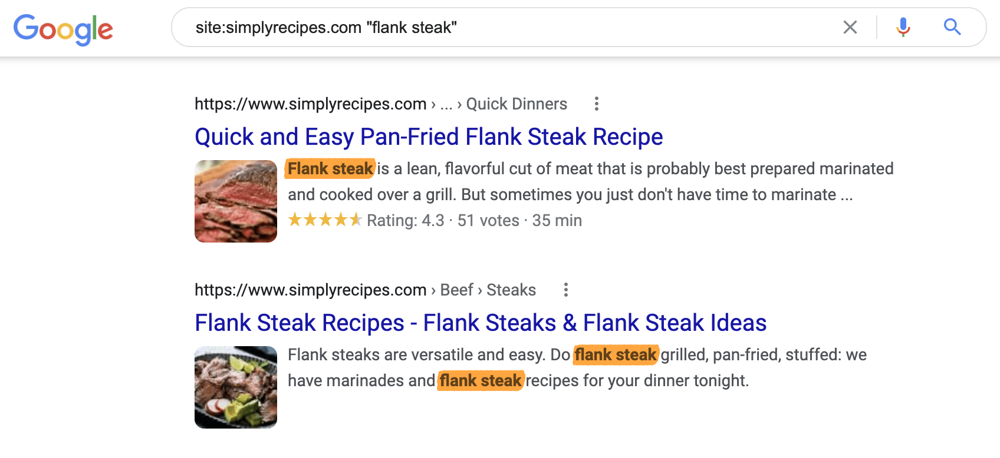 Google
site:simplyrecipes.com "flank steak"
https://www.simplyrecipes.com › ... › Quick Dinners
Quick and Easy Pan-Fried Flank Steak Recipe
Flank steak is a lean, flavorful cut of meat that is probably best prepared marinated
and cooked over a grill. But sometimes you just don't have time to marinate ...
Rating: 4.3 · 51 votes · 35 min
https://www.simplyrecipes.com › Beef › Steaks
Flank Steak Recipes - Flank Steaks & Flank Steak Ideas
Flank steaks are versatile and easy. Do flank steak grilled, pan-fried, stuffed: we
have marinades and flank steak recipes for your dinner tonight.